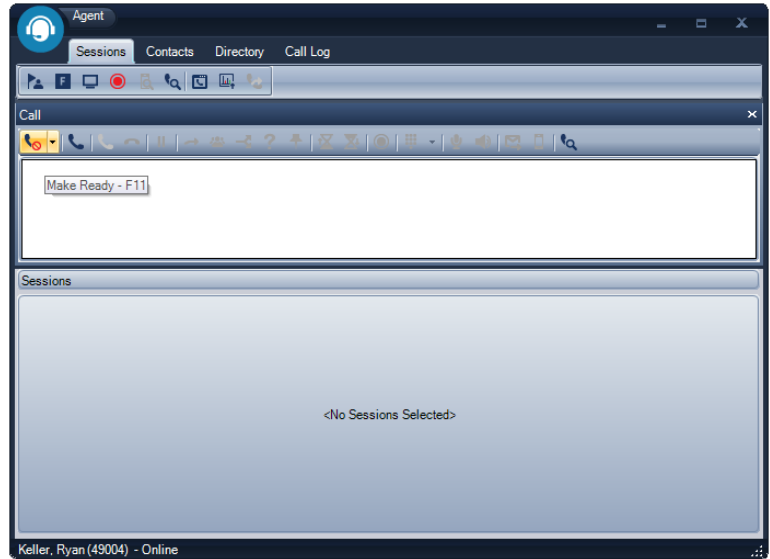 Agent
Sessions Contacts Directory Call Log
F
Call
?
Make Ready - F11
Sessions
<No Sessions Selected>
Keller, Ryan (49004) - Online